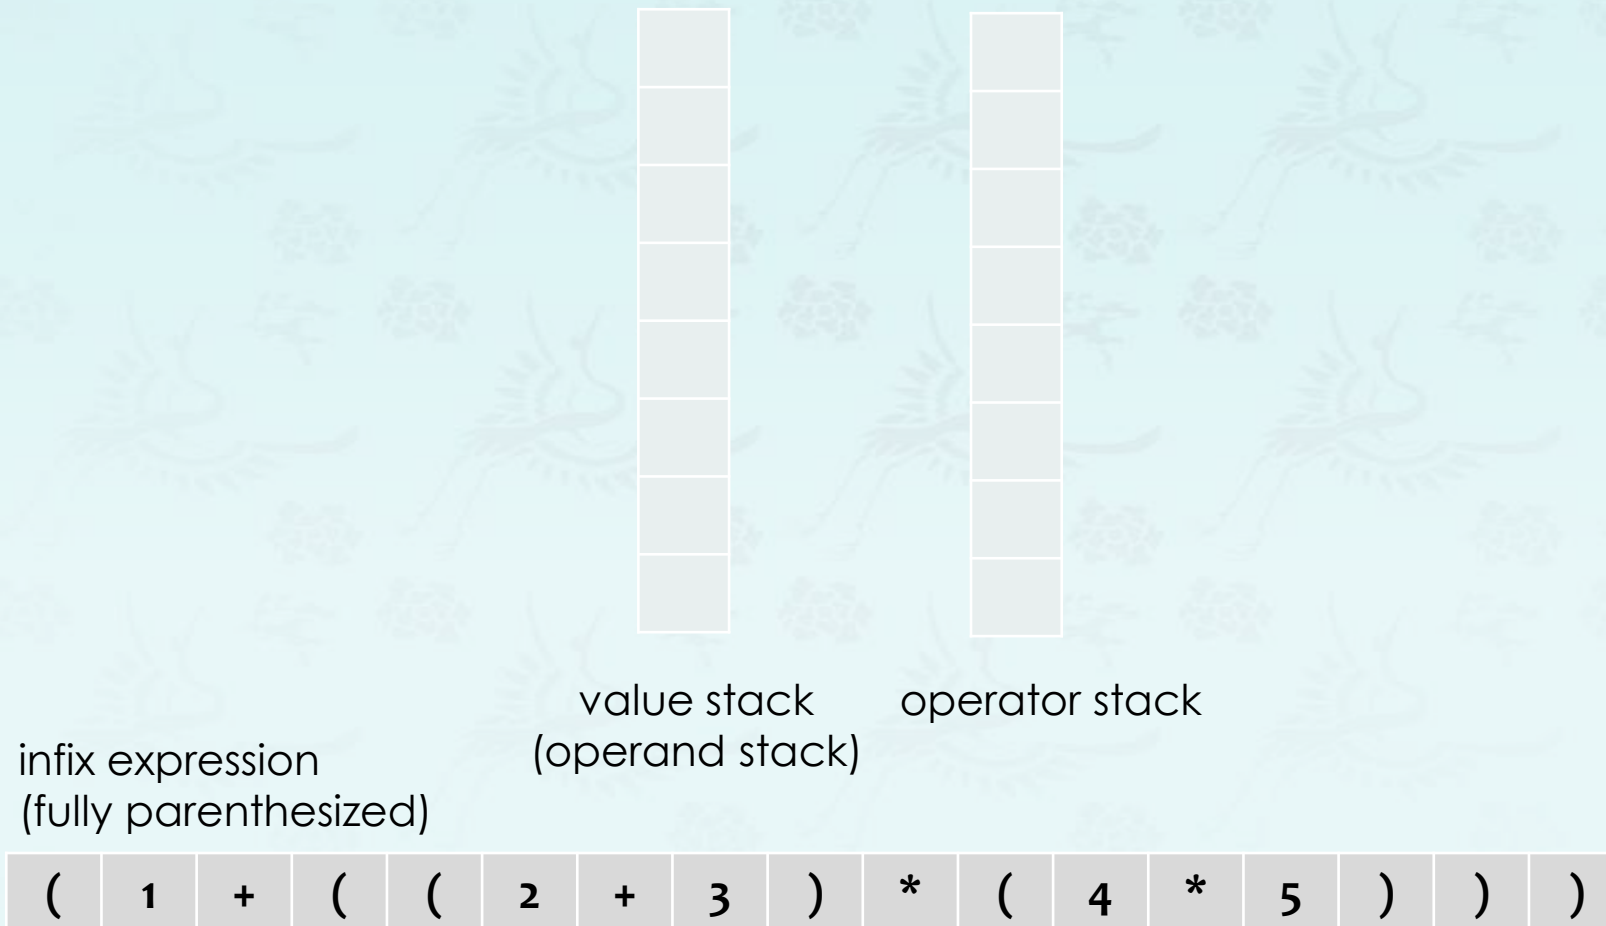 value stack
(operand stack)
operator stack
infix expression
(fully parenthesized)
( 1 + ( ( 2 + 3 ) * ( 4 * 5 ) ) )